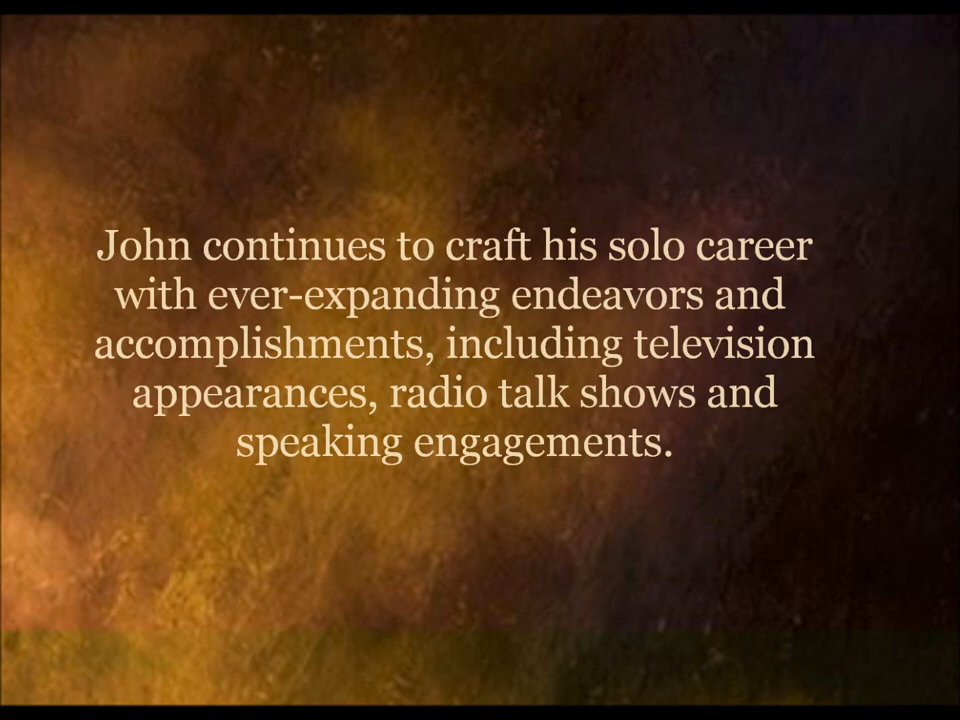 John continues to craft his solo career
with ever-expanding endeavors and
accomplishments, including television
appearances, radio talk shows and
speaking engagements.